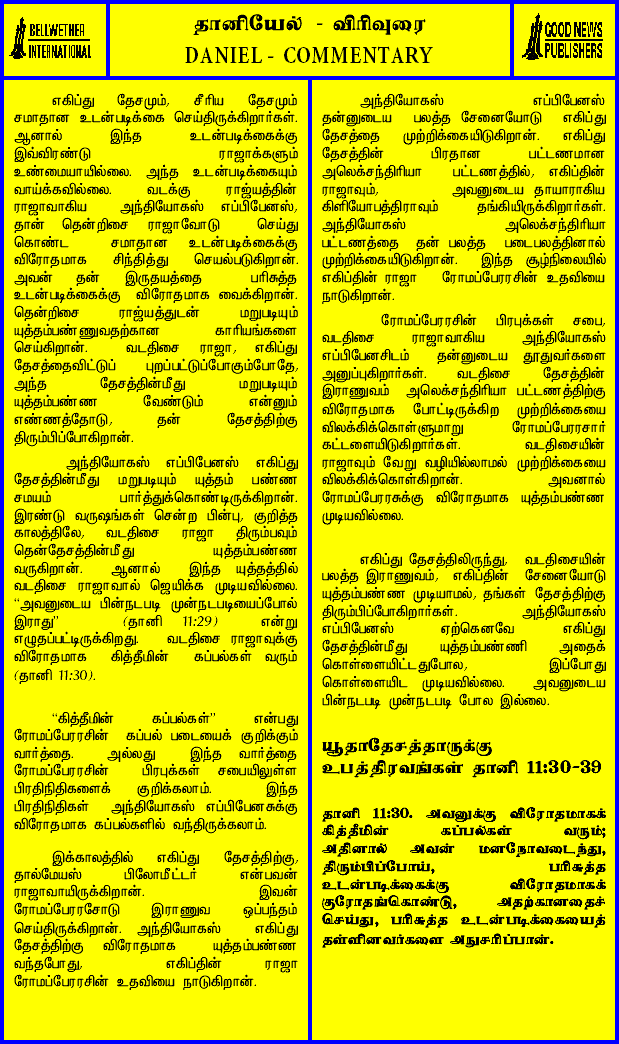 BELLWETHER
INTERNATIONAL
தானியேல் - விரிவுரை
DANIEL - COMMENTARY
GOOD NEWS
PUBLISHERS
எகிப்து தேசமும், சீரிய தேசமும்
சமாதான உடன்படிக்கை செய்திருக்கிறார்கள்.
ஆனால் இந்த உடன்படிக்கைக்கு
இவ்விரண்டு ராஜாக்களும்
உண்மையாயில்லை. அந்த உடன்படிக்கையும்
வாய்க்கவில்லை. வடக்கு ராஜ்யத்தின்
ராஜாவாகிய அந்தியோகஸ் எப்பிபேனஸ்,
தான் தென்றிசை ராஜாவோடு செய்து
கொண்ட சமாதான உடன்படிக்கைக்கு
விரோதமாக சிந்தித்து செயல்படுகிறான்.
அவன் தன் இருதயத்தை பரிசுத்த
உடன்படிக்கைக்கு விரோதமாக வைக்கிறான்.
தென்றிசை ராஜ்யத்துடன் மறுபடியும்
யுத்தம்பண்ணுவதற்கான காரியங்களை
செய்கிறான். வடதிசை ராஜா, எகிப்து
தேசத்தைவிட்டுப் புறப்பட்டுப்போகும்போதே,
அந்த தேசத்தின்மீது மறுபடியும்
யுத்தம்பண்ண வேண்டும் என்னும்
எண்ணத்தோடு, தன் தேசத்திற்கு
திரும்பிப்போகிறான்.
அந்தியோகஸ் எப்பிபேனஸ் எகிப்து
தேசத்தின்மீது மறுபடியும் யுத்தம் பண்ண
சமயம் பார்த்துக்கொண்டிருக்கிறான்.
இரண்டு வருஷங்கள் சென்ற பின்பு, குறித்த
காலத்திலே, வடதிசை ராஜா திரும்பவும்
தென்தேசத்தின்மீது யுத்தம்பண்ண
வருகிறான். ஆனால் இந்த யுத்தத்தில்
வடதிசை ராஜாவால் ஜெயிக்க முடியவில்லை.
“அவனுடைய பின்நடபடி முன்நடபடியைப்போல்
இராது” (தானி 11:29) என்று
எழுதப்பட்டிருக்கிறது. வடதிசை ராஜாவுக்கு
விரோதமாக கித்தீமின் கப்பல்கள் வரும்
(தானி 11:30).
“கித்தீமின் கப்பல்கள்” என்பது
ரோமப்பேரரசின் கப்பல் படையைக் குறிக்கும்
வார்த்தை. அல்லது இந்த வார்த்தை
ரோமப்பேரரசின் பிரபுக்கள் சபையிலுள்ள
பிரதிநிதிகளைக் குறிக்கலாம். இந்த
பிரதிநிதிகள் அந்தியோகஸ் எப்பிபேனசுக்கு
விரோதமாக கப்பல்களில் வந்திருக்கலாம்.
இக்காலத்தில் எகிப்து தேசத்திற்கு,
தால்மேயஸ் பிலோமீட்டர் என்பவன்
ராஜாவாயிருக்கிறான். இவன்
ரோமப்பேரரசோடு இராணுவ ஒப்பந்தம்
செய்திருக்கிறான். அந்தியோகஸ் எகிப்து
தேசத்திற்கு விரோதமாக யுத்தம்பண்ண
வந்தபோது, எகிப்தின் ராஜா
ரோமப்பேரரசின் உதவியை நாடுகிறான்.
அந்தியோகஸ் எப்பிபேனஸ்
தன்னுடைய பலத்த சேனையோடு எகிப்து
தேசத்தை முற்றிக்கையிடுகிறான். எகிப்து
தேசத்தின் பிரதான பட்டணமான
அலெக்சந்திரியா பட்டணத்தில், எகிப்தின்
ராஜாவும், அவனுடைய தாயாராகிய
கிளியோபத்திராவும் தங்கியிருக்கிறார்கள்.
அந்தியோகஸ் அலெக்சந்திரியா
பட்டணத்தை தன் பலத்த படைபலத்தினால்
முற்றிக்கையிடுகிறான். இந்த சூழ்நிலையில்
எகிப்தின் ராஜா ரோமப்பேரரசின் உதவியை
நாடுகிறான்.
ரோமப்பேரரசின் பிரபுக்கள் சபை,
வடதிசை ராஜாவாகிய அந்தியோகஸ்
எப்பிபேனசிடம் தன்னுடைய தூதுவர்களை
அனுப்புகிறார்கள். வடதிசை தேசத்தின்
இராணுவம் அலெக்சந்திரியா பட்டணத்திற்கு
விரோதமாக போட்டிருக்கிற முற்றிக்கையை
விலக்கிக்கொள்ளுமாறு ரோமப்பேரரசார்
கட்டளையிடுகிறார்கள். வடதிசையின்
ராஜாவும் வேறு வழியில்லாமல் முற்றிக்கையை
விலக்கிக்கொள்கிறான். அவனால்
ரோமப்பேரரசுக்கு விரோதமாக யுத்தம்பண்ண
முடியவில்லை.
எகிப்து தேசத்திலிருந்து, வடதிசையின்
பலத்த இராணுவம், எகிப்தின் சேனையோடு
யுத்தம்பண்ண முடியாமல், தங்கள் தேசத்திற்கு
திரும்பிப்போகிறார்கள். அந்தியோகஸ்
எப்பிபேனஸ் ஏற்கெனவே எகிப்து
தேசத்தின்மீது யுத்தம்பண்ணி அதைக்
கொள்ளையிட்டதுபோல, இப்போது
கொள்ளையிட முடியவில்லை. அவனுடைய
பின்நடபடி முன்நடபடி போல இல்லை.
யூதாதேசத்தாருக்கு
உபத்திரவங்கள் தானி 11:30-39
தானி 11:30. அவனுக்கு விரோதமாகக்
கித்தீமின் கப்பல்கள் வரும்;
அதினால் அவன் மனநோவடைந்து,
திரும்பிப்போய், பரிசுத்த
உடன்படிக்கைக்கு விரோதமாகக்
குரோதங்கொண்டு, அதற்கானதைச்
செய்து, பரிசுத்த உடன்படிக்கையைத்
தள்ளினவர்களை அநுசரிப்பான்.